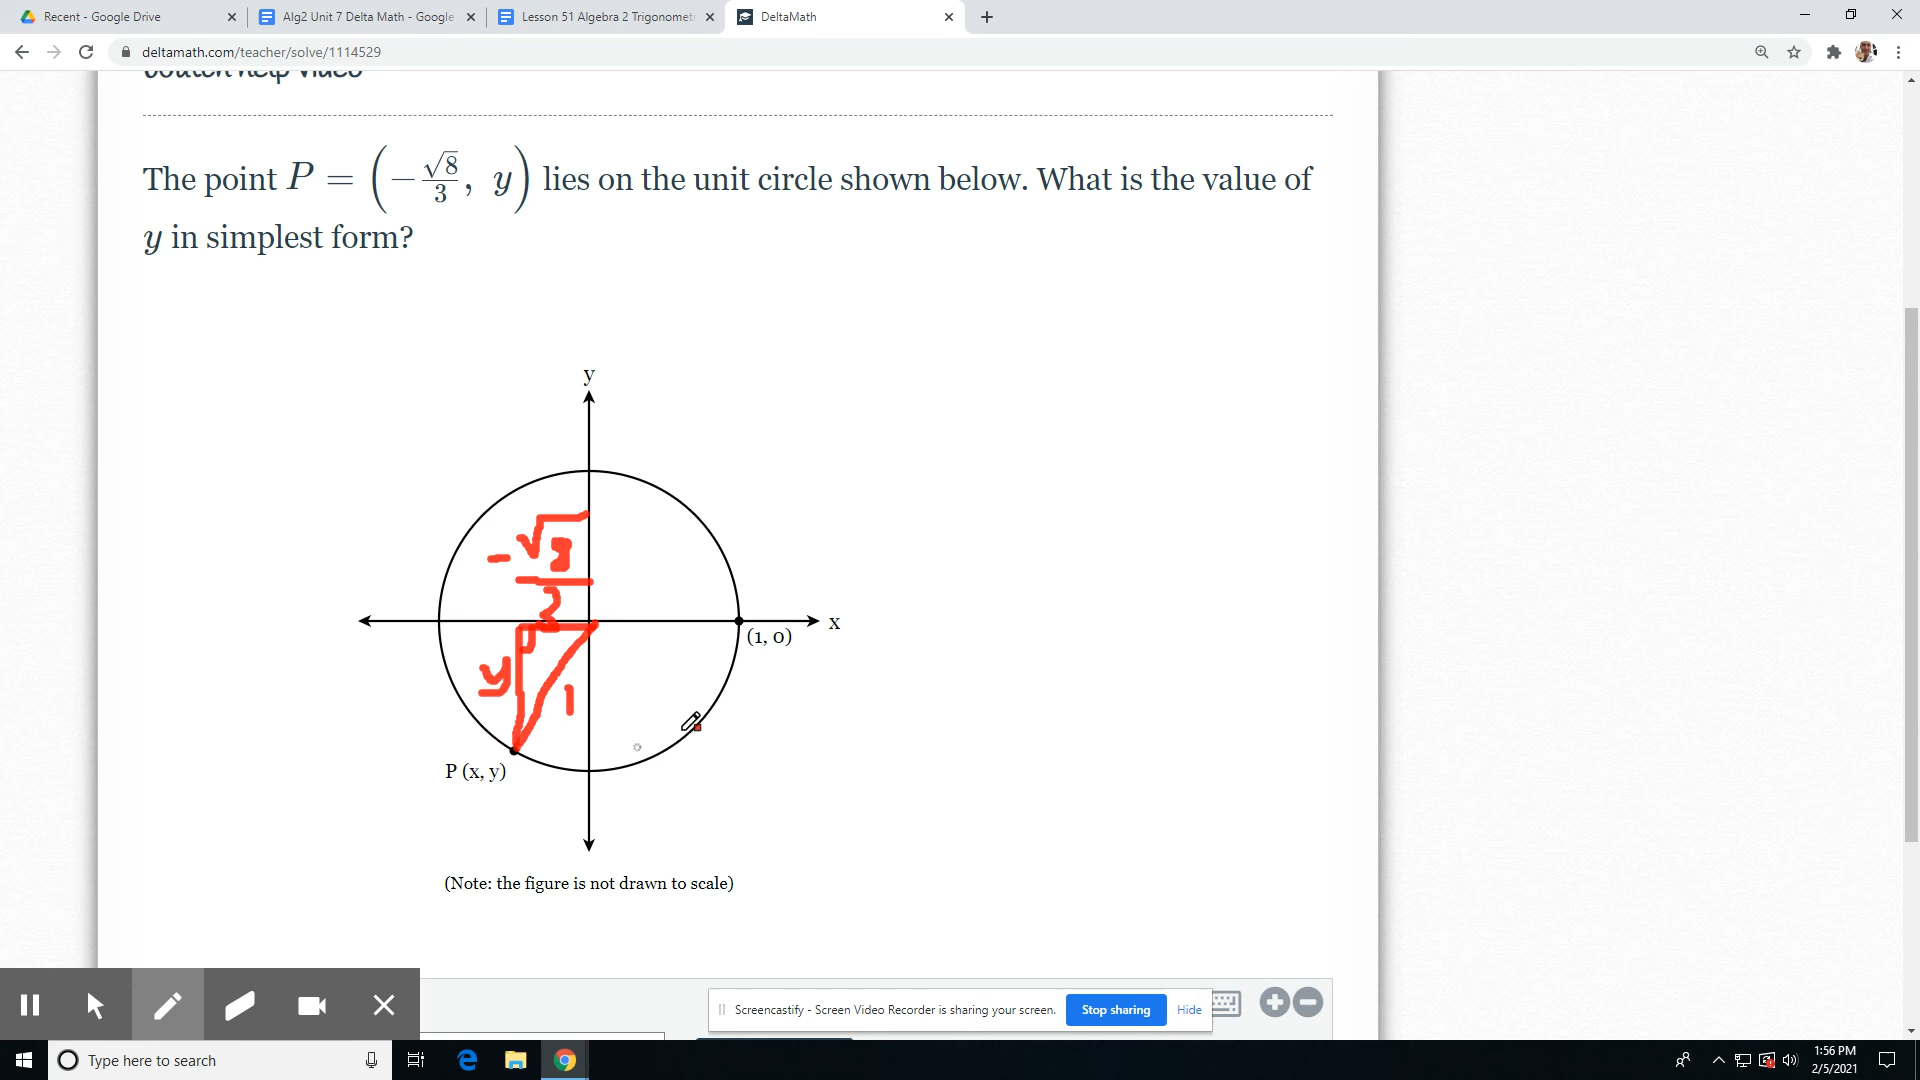 Recent - Google Drive
Alg2 Unit 7 Delta Math - Google
Lesson 51 Algebra 2 Trigonomet
DeltaMath
deltamath.com/teacher/solve/1114529
The point P = (-√8/3, y) lies on the unit circle shown below. What is the value of
y in simplest form?
y
-√8/3
x
(1, 0)
y
1
P (x, y)
(Note: the figure is not drawn to scale)
Screencastify - Screen Video Recorder is sharing your screen.
Stop sharing
Hide
Type here to search
1:56 PM
2/5/2021